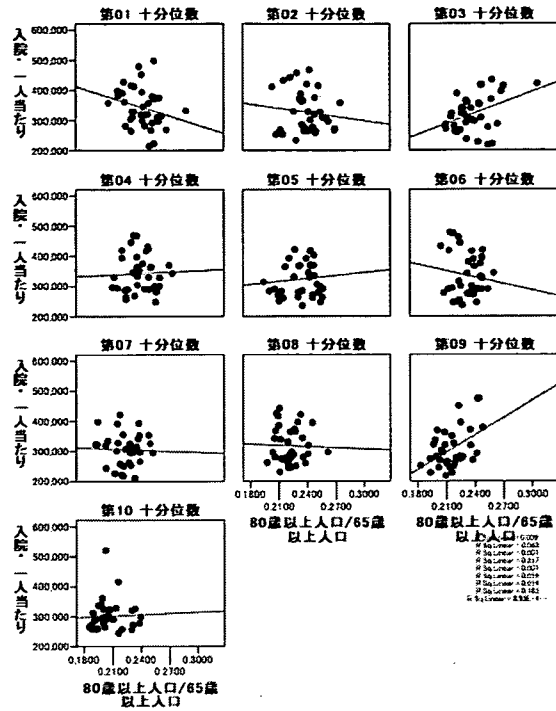 第01 十分位数
第02 十分位数
第03 十分位数
入院・一人当たり
600,000
500,000
400,000
300,000
200,000
第04 十分位数
第05 十分位数
第06 十分位数
入院・一人当たり
600,000
500,000
400,000
300,000
200,000
第07 十分位数
第08 十分位数
第09 十分位数
入院・一人当たり
600,000
500,000
400,000
300,000
200,000
0.1800
0.2100
0.2400
0.2700
0.3000
80歳以上人口/65歳
以上人口
0.1800
0.2100
0.2400
0.2700
0.3000
80歳以上人口/65歳
以上人口
第10 十分位数
入院・一人当たり
600,000
500,000
400,000
300,000
200,000
0.1800
0.2100
0.2400
0.2700
0.3000
80歳以上人口/65歳
以上人口